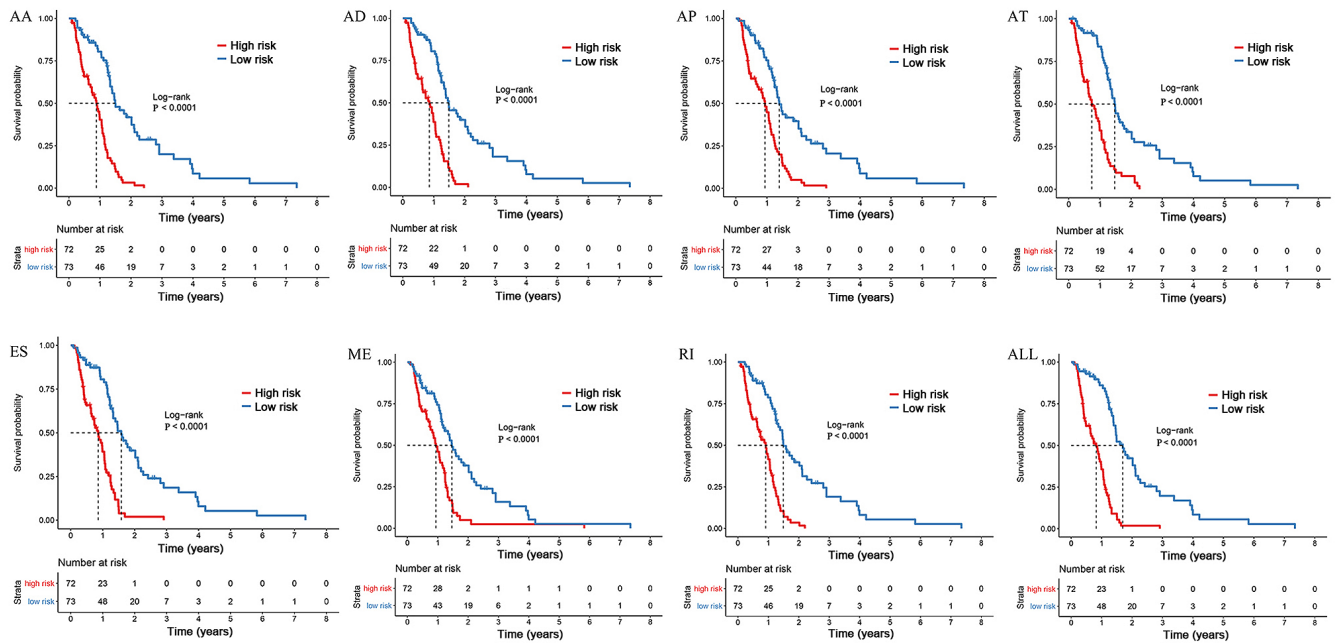 AA
Survival probability
1.00
0.75
0.50
0.25
0.00
High risk
Low risk
Log-rank
P < 0.0001
0 1 2 3 4 5 6 7 8
Time (years)
Number at risk
Strata
high risk 72 25 2 0 0 0 0 0 0
low risk 73 46 19 7 3 2 1 1 0
0 1 2 3 4 5 6 7 8
Time (years)
AD
Survival probability
1.00
0.75
0.50
0.25
0.00
High risk
Low risk
Log-rank
P < 0.0001
0 1 2 3 4 5 6 7 8
Time (years)
Number at risk
Strata
high risk 72 22 1 0 0 0 0 0 0
low risk 73 49 20 7 3 2 1 1 0
0 1 2 3 4 5 6 7 8
Time (years)
AP
Survival probability
1.00
0.75
0.50
0.25
0.00
High risk
Low risk
Log-rank
P < 0.0001
0 1 2 3 4 5 6 7 8
Time (years)
Number at risk
Strata
high risk 72 27 3 0 0 0 0 0 0
low risk 73 44 18 7 3 2 1 1 0
0 1 2 3 4 5 6 7 8
Time (years)
AT
Survival probability
1.00
0.75
0.50
0.25
0.00
High risk
Low risk
Log-rank
P < 0.0001
0 1 2 3 4 5 6 7 8
Time (years)
Number at risk
Strata
high risk 72 19 4 0 0 0 0 0 0
low risk 73 52 17 7 3 2 1 1 0
0 1 2 3 4 5 6 7 8
Time (years)
ES
Survival probability
1.00
0.75
0.50
0.25
0.00
High risk
Low risk
Log-rank
P < 0.0001
0 1 2 3 4 5 6 7 8
Time (years)
Number at risk
Strata
high risk 72 23 1 0 0 0 0 0 0
low risk 73 48 20 7 3 2 1 1 0
0 1 2 3 4 5 6 7 8
Time (years)
ME
Survival probability
1.00
0.75
0.50
0.25
0.00
High risk
Low risk
Log-rank
P < 0.0001
0 1 2 3 4 5 6 7 8
Time (years)
Number at risk
Strata
high risk 72 28 2 1 1 1 0 0 0
low risk 73 43 19 6 2 1 1 1 0
0 1 2 3 4 5 6 7 8
Time (years)
RI
Survival probability
1.00
0.75
0.50
0.25
0.00
High risk
Low risk
Log-rank
P < 0.0001
0 1 2 3 4 5 6 7 8
Time (years)
Number at risk
Strata
high risk 72 25 2 0 0 0 0 0 0
low risk 73 46 19 7 3 2 1 1 0
0 1 2 3 4 5 6 7 8
Time (years)
ALL
Survival probability
1.00
0.75
0.50
0.25
0.00
High risk
Low risk
Log-rank
P < 0.0001
0 1 2 3 4 5 6 7 8
Time (years)
Number at risk
Strata
high risk 72 23 1 0 0 0 0 0 0
low risk 73 48 20 7 3 2 1 1 0
0 1 2 3 4 5 6 7 8
Time (years)